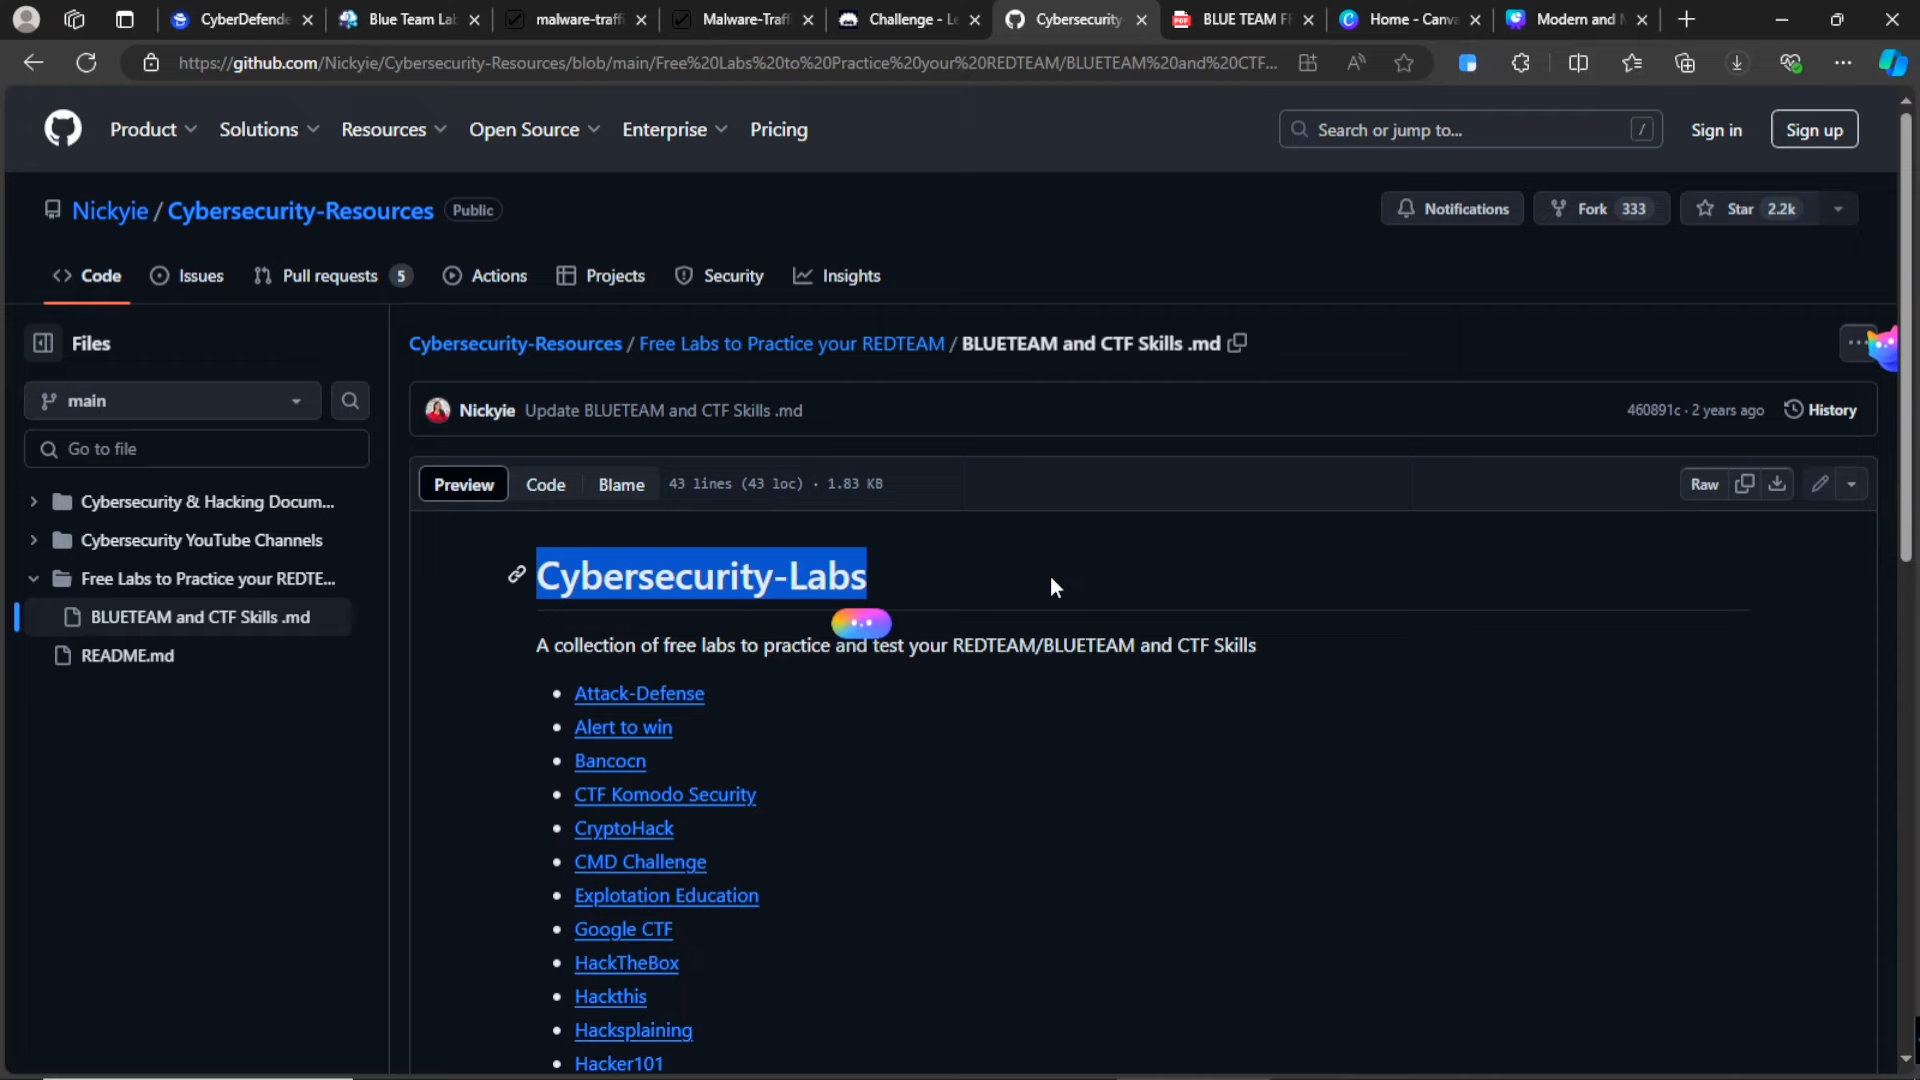 CyberDefende
Blue Team Lab
malware-traffi
Malware-Traff
Challenge - Le
Cybersecurity
BLUE TEAM FI
Home - Canva
Modern and
https://github.com/Nickyie/Cybersecurity-Resources/blob/main/Free%20Labs%20to%20Practice%20your%20REDTEAM/BLUETEAM%20and%20CTF...
Product
Solutions
Resources
Open Source
Enterprise
Pricing
Search or jump to...
/
Sign in
Sign up
Nickyie / Cybersecurity-Resources
Public
Notifications
Fork 333
Star 2.2k
Code
Issues
Pull requests 5
Actions
Projects
Security
Insights
Files
main
Go to file
Cybersecurity & Hacking Docum...
Cybersecurity YouTube Channels
Free Labs to Practice your REDTE...
BLUETEAM and CTF Skills .md
README.md
Cybersecurity-Resources / Free Labs to Practice your REDTEAM / BLUETEAM and CTF Skills .md
Nickyie Update BLUETEAM and CTF Skills .md
460891c · 2 years ago
History
Preview
Code
Blame
43 lines (43 loc) · 1.83 KB
Raw
Cybersecurity-Labs
A collection of free labs to practice and test your REDTEAM/BLUETEAM and CTF Skills
Attack-Defense
Alert to win
Bancocn
CTF Komodo Security
CryptoHack
CMD Challenge
Explotation Education
Google CTF
HackTheBox
Hackthis
Hacksplaining
Hacker101